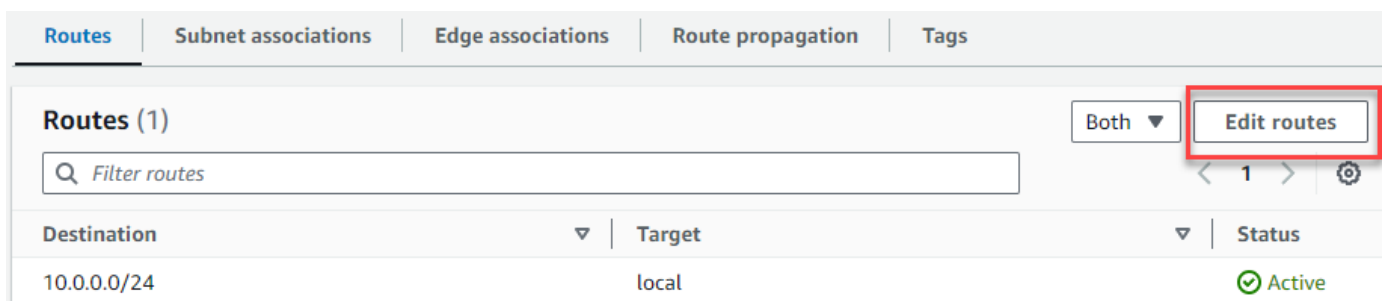 Routes Subnet associations Edge associations Route propagation Tags
Routes (1) Both Edit routes
Filter routes 1
Destination Target Status
10.0.0.0/24 local Active